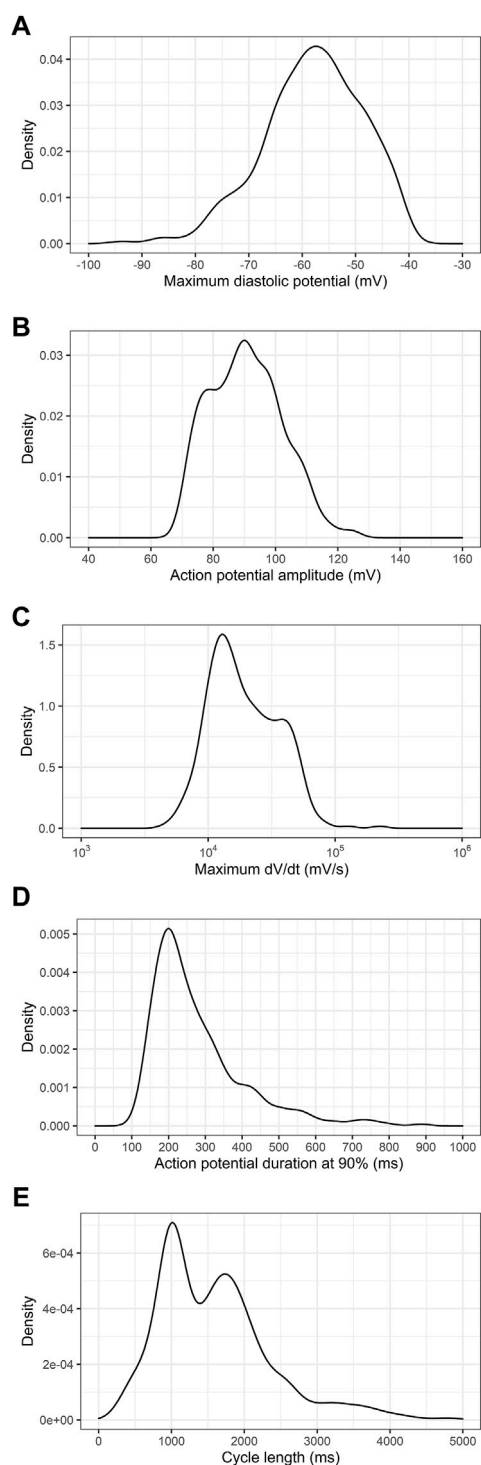 A
0.04
0.03
0.02
0.01
0.00
Density
-100 -90 -80 -70 -60 -50 -40 -30
Maximum diastolic potential (mV)
B
0.03
0.02
0.01
0.00
Density
40 60 80 100 120 140 160
Action potential amplitude (mV)
C
1.5
1.0
0.5
0.0
Density
10³ 10⁴ 10⁵ 10⁶
Maximum dV/dt (mV/s)
D
0.005
0.004
0.003
0.002
0.001
0.000
Density
0 100 200 300 400 500 600 700 800 900 1000
Action potential duration at 90% (ms)
E
6e-04
4e-04
2e-04
0e+00
Density
0 1000 2000 3000 4000 5000
Cycle length (ms)